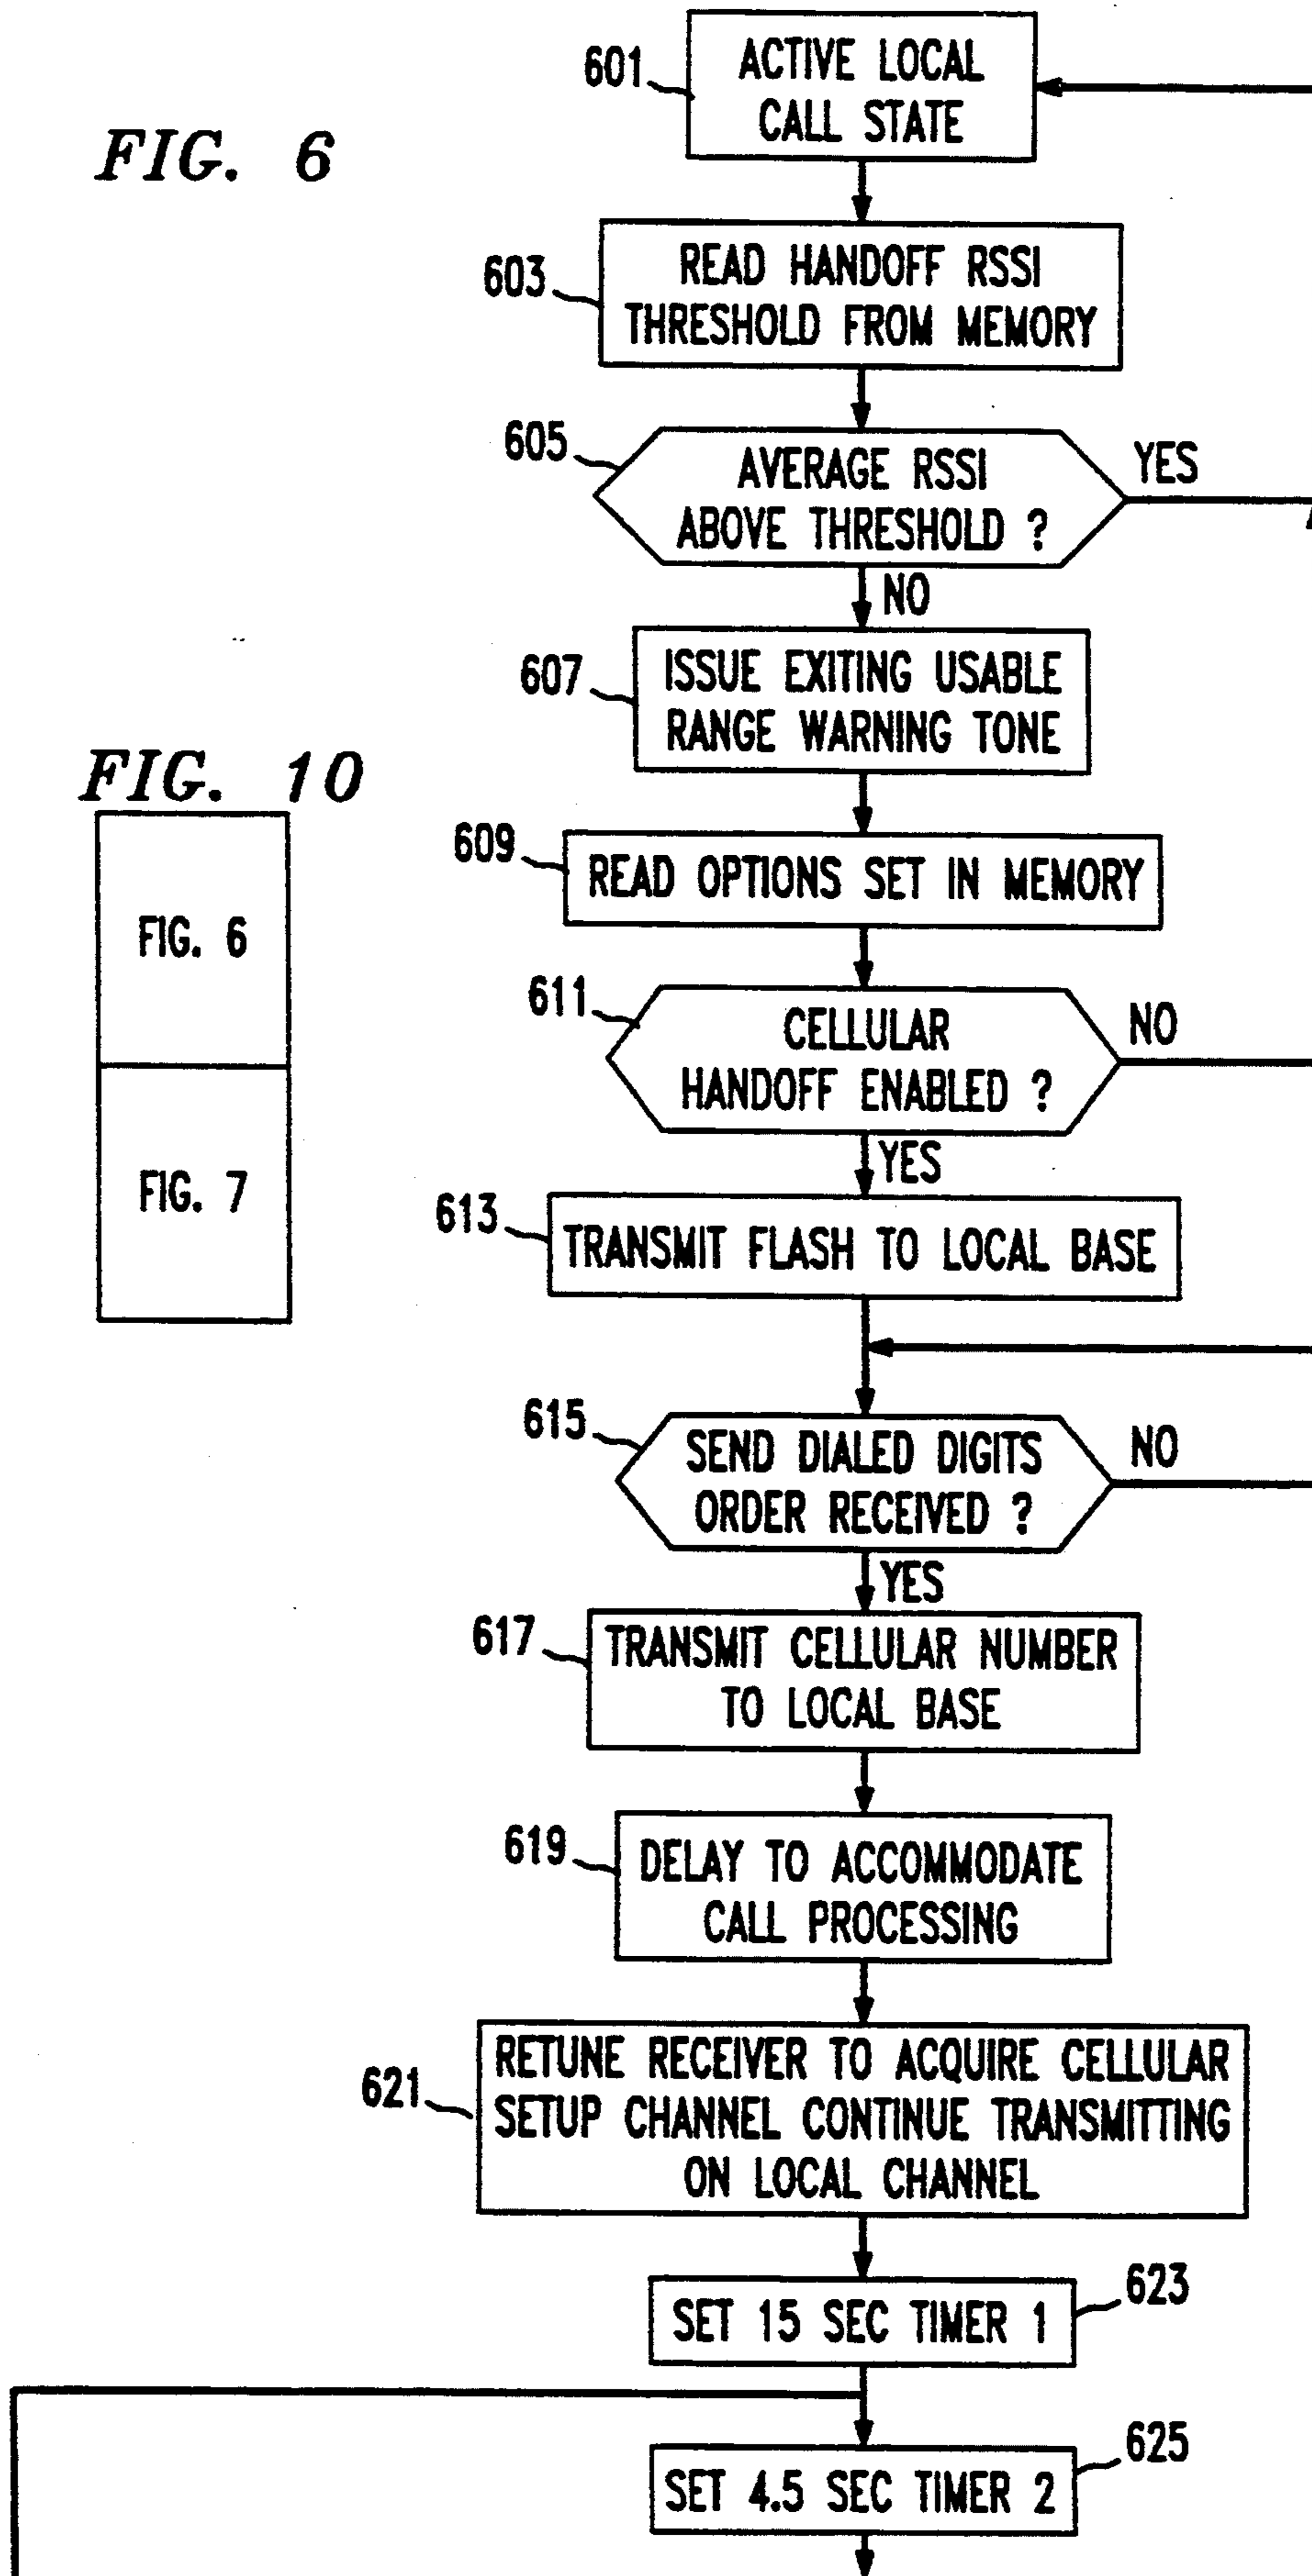 FIG. 6
601
ACTIVE LOCAL
CALL STATE
603
READ HANDOFF RSSI
THRESHOLD FROM MEMORY
605
AVERAGE RSSI
ABOVE THRESHOLD ?
YES
NO
607
ISSUE EXITING USABLE
RANGE WARNING TONE
FIG. 10
FIG. 6
FIG. 7
609
READ OPTIONS SET IN MEMORY
611
CELLULAR
HANDOFF ENABLED ?
NO
YES
613
TRANSMIT FLASH TO LOCAL BASE
615
SEND DIALED DIGITS
ORDER RECEIVED ?
NO
YES
617
TRANSMIT CELLULAR NUMBER
TO LOCAL BASE
619
DELAY TO ACCOMMODATE
CALL PROCESSING
621
RETUNE RECEIVER TO ACQUIRE CELLULAR
SETUP CHANNEL CONTINUE TRANSMITTING
ON LOCAL CHANNEL
623
SET 15 SEC TIMER 1
625
SET 4.5 SEC TIMER 2